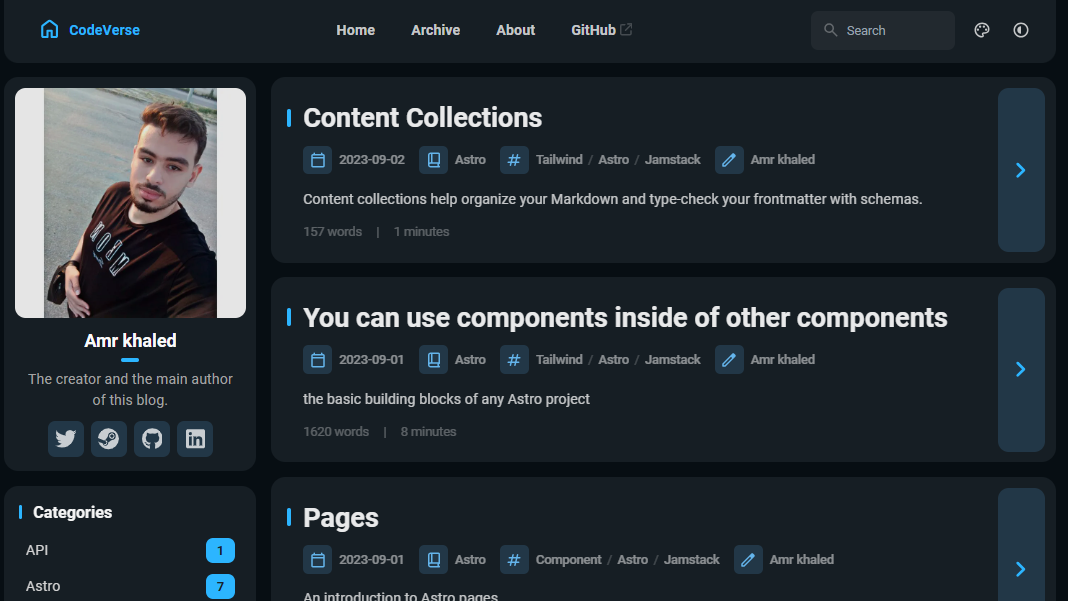 CodeVerse Home Archive About GitHub Search
Amr khaled
The creator and the main author
of this blog.
Categories
API 1
Astro 7
Content Collections
2023-09-02 Astro # Tailwind / Astro / Jamstack Amr khaled
Content collections help organize your Markdown and type-check your frontmatter with schemas.
157 words | 1 minutes
You can use components inside of other components
2023-09-01 Astro # Tailwind / Astro / Jamstack Amr khaled
the basic building blocks of any Astro project
1620 words | 8 minutes
Pages
2023-09-01 Astro # Component / Astro / Jamstack Amr khaled
An introduction to Astro pages